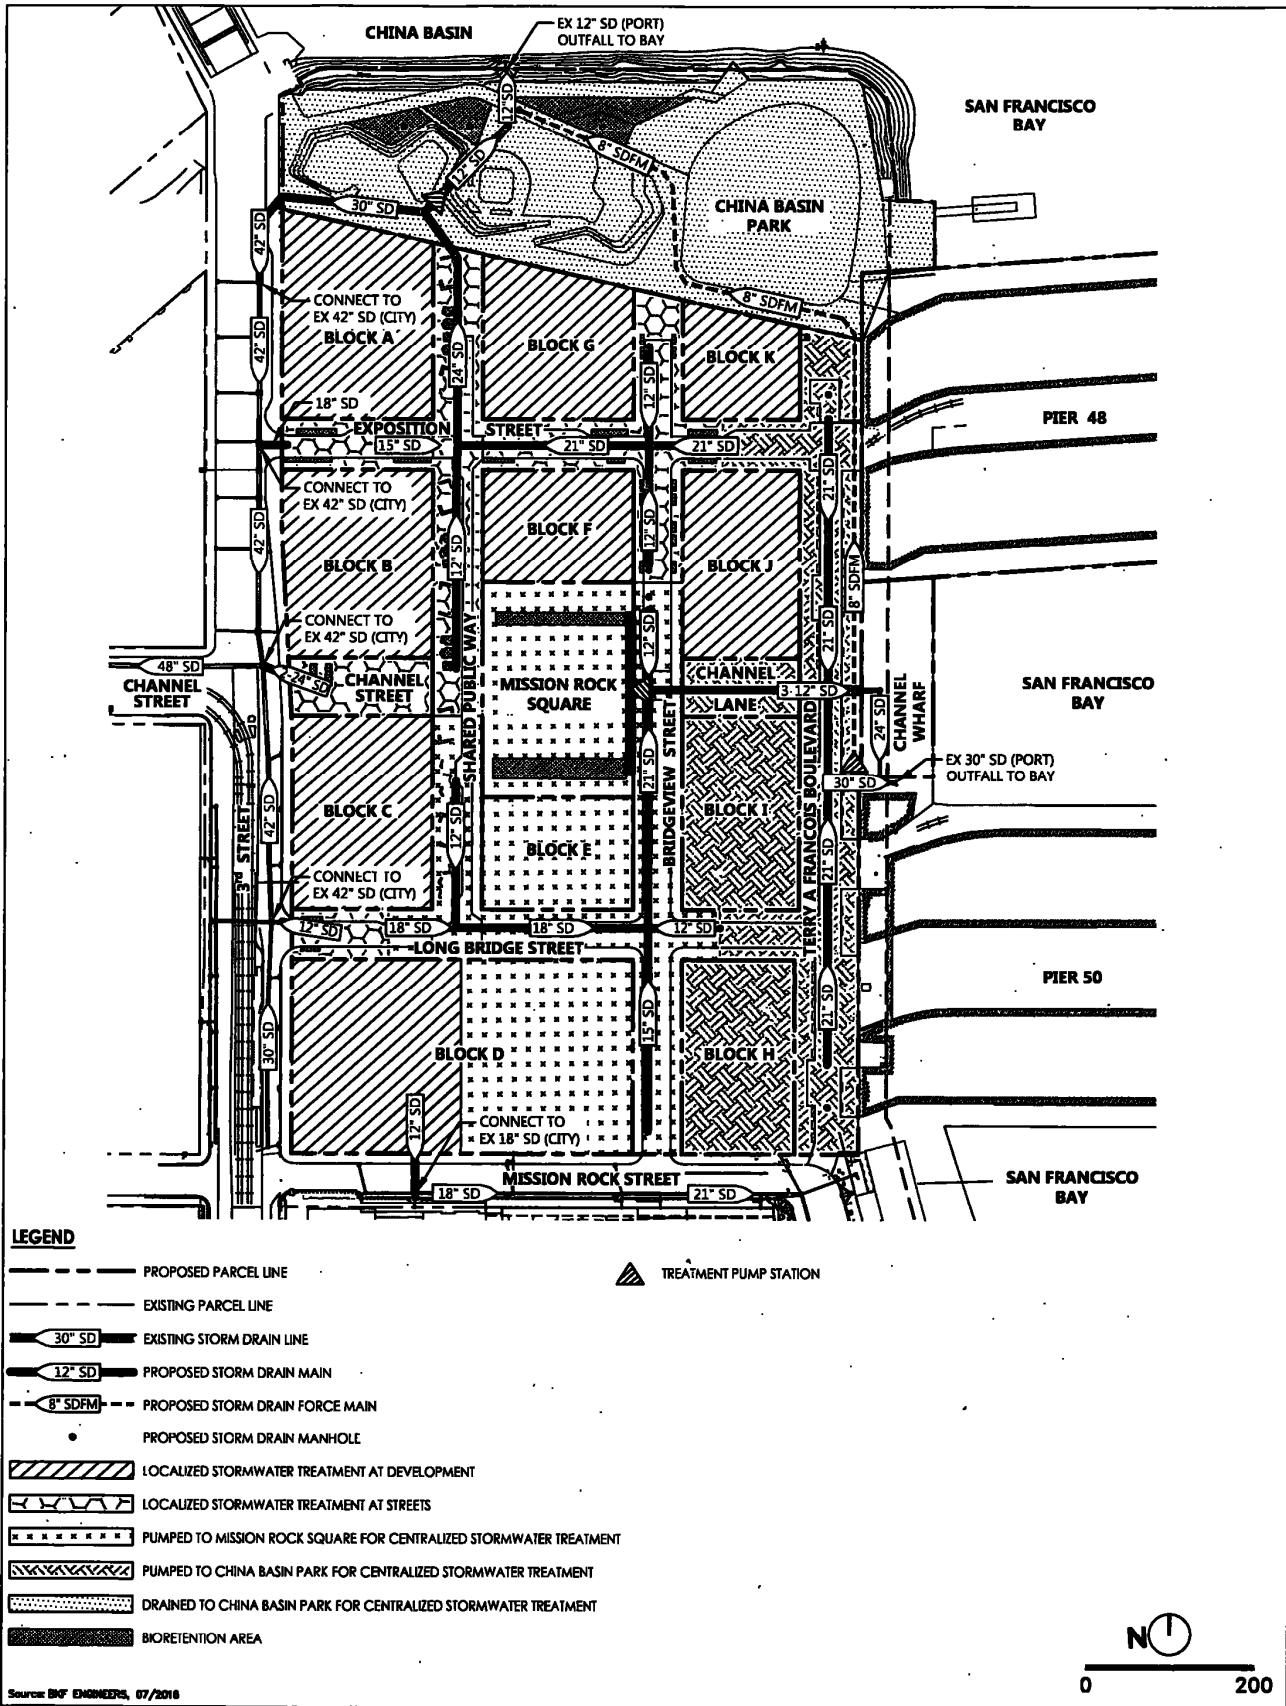 CHINA BASIN
EX 12" SD (PORT)
OUTFALL TO BAY
SAN FRANCISCO
BAY
12" SD
12" SD
8" SDFM
30" SD
42" SD
CHINA BASIN
PARK
8" SDFM
CONNECT TO
EX 42" SD (CITY)
BLOCK A
BLOCK G
BLOCK K
42" SD
24" SD
12" SD
18" SD
PIER 48
EXPOSITION STREET
15" SD
21" SD
21" SD
21" SD
CONNECT TO
EX 42" SD (CITY)
42" SD
12" SD
12" SD
BLOCK F
BLOCK B
BLOCK J
8" SDFM
CONNECT TO
EX 42" SD (CITY)
12" SD
21" SD
48" SD
CHANNEL
STREET
2-24" SD
CHANNEL
STREET
SHARED PUBLIC WAY
MISSION ROCK
SQUARE
CHANNEL
LANE
3-12" SD
24" SD
CHANNEL
WHARF
SAN FRANCISCO
BAY
BRIDGEVIEW STREET
21" SD
TERRY A FRANCOIS BOULEVARD
EX 30" SD (PORT)
OUTFALL TO BAY
30" SD
3rd STREET
42" SD
BLOCK C
12" SD
BLOCK E
BLOCK I
21" SD
CONNECT TO
EX 42" SD (CITY)
12" SD
18" SD
18" SD
12" SD
LONG BRIDGE STREET
PIER 50
30" SD
15" SD
21" SD
BLOCK D
BLOCK H
12" SD
CONNECT TO
EX 18" SD (CITY)
MISSION ROCK STREET
18" SD
21" SD
SAN FRANCISCO
BAY
LEGEND
PROPOSED PARCEL LINE
TREATMENT PUMP STATION
EXISTING PARCEL LINE
30" SD EXISTING STORM DRAIN LINE
12" SD PROPOSED STORM DRAIN MAIN
8" SDFM PROPOSED STORM DRAIN FORCE MAIN
PROPOSED STORM DRAIN MANHOLE
LOCALIZED STORMWATER TREATMENT AT DEVELOPMENT
LOCALIZED STORMWATER TREATMENT AT STREETS
PUMPED TO MISSION ROCK SQUARE FOR CENTRALIZED STORMWATER TREATMENT
PUMPED TO CHINA BASIN PARK FOR CENTRALIZED STORMWATER TREATMENT
DRAINED TO CHINA BASIN PARK FOR CENTRALIZED STORMWATER TREATMENT
BIORETENTION AREA
N
0 200
Source: BKF ENGINEERS, 07/2016